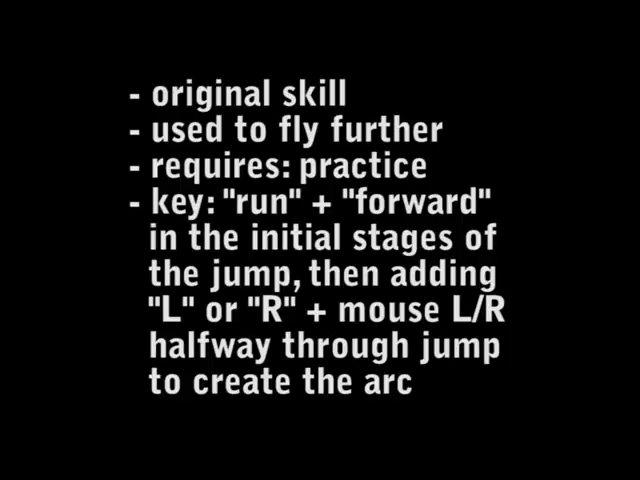 - original skill
- used to fly further
- requires: practice
- key: "run" + "forward"
in the initial stages of
the jump, then adding
"L" or "R" + mouse L/R
halfway through jump
to create the arc